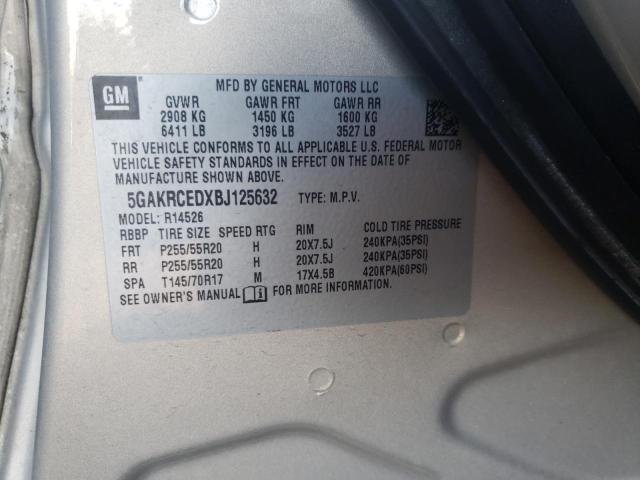 GM
MFD BY GENERAL MOTORS LLC
GVWR GAWR FRT GAWR RR
2908 KG 1450 KG 1600 KG
6411 LB 3196 LB 3527 LB
THIS VEHICLE CONFORMS TO ALL APPLICABLE U.S. FEDERAL MOTOR
VEHICLE SAFETY STANDARDS IN EFFECT ON THE DATE OF
MANUFACTURE SHOWN ABOVE.
5GAKRCEDXBJ125632 TYPE: M.P.V.
MODEL: R14526
RBBP TIRE SIZE SPEED RTG RIM COLD TIRE PRESSURE
FRT P255/55R20 H 20X7.5J 240KPA(35PSI)
RR P255/55R20 H 20X7.5J 240KPA(35PSI)
SPA T145/70R17 M 17X4.5B 420KPA(60PSI)
SEE OWNER'S MANUAL FOR MORE INFORMATION.